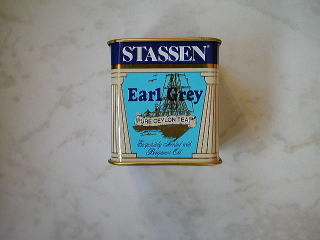 STASSEN
Earl Grey
PURE CEYLON TEA
Exquisitely Scented with
Bergamot Oil